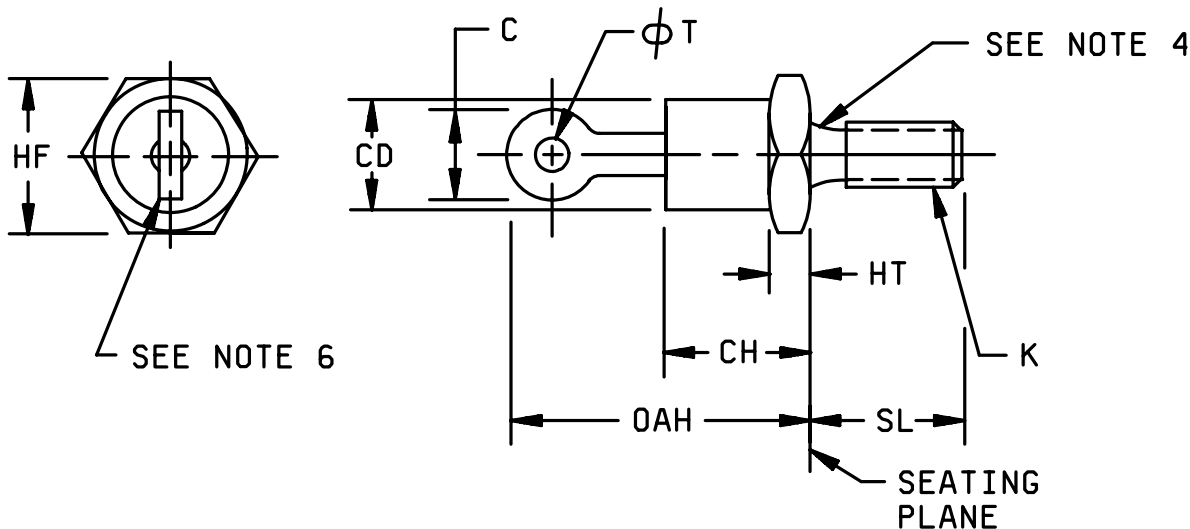 C
ϕT
SEE NOTE 4
HF
CD
HT
SEE NOTE 6
CH
K
OAH
SL
SEATING
PLANE